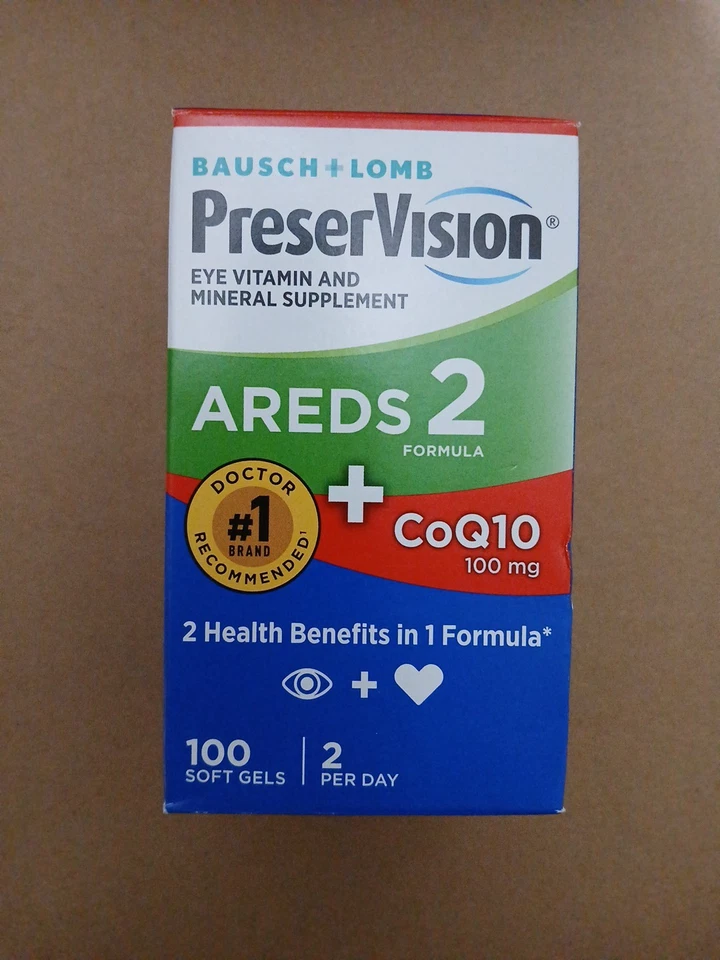 BAUSCH + LOMB
PreserVision®
EYE VITAMIN AND
MINERAL SUPPLEMENT
AREDS 2
FORMULA
+
CoQ10
100 mg
DOCTOR
#1
BRAND
RECOMMENDED¹
2 Health Benefits in 1 Formula*
+
100 | 2
SOFT GELS | PER DAY